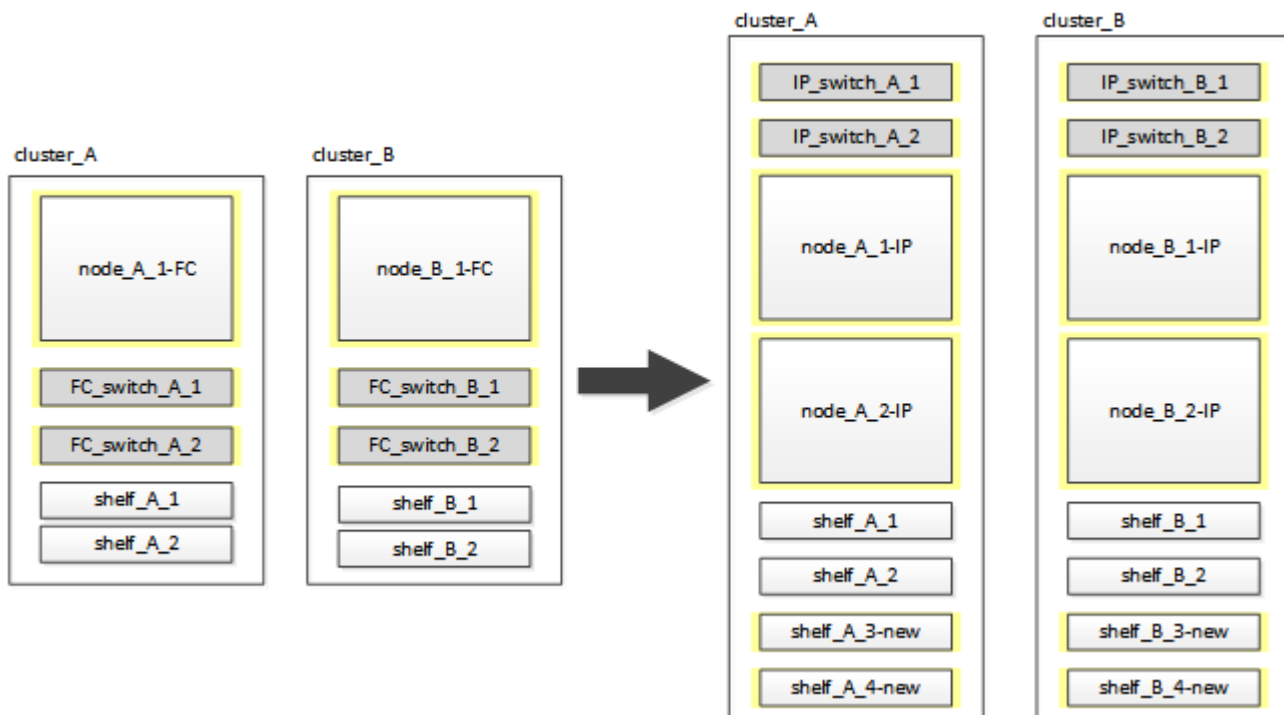 cluster_A
node_A_1-FC
FC_switch_A_1
FC_switch_A_2
shelf_A_1
shelf_A_2
cluster_B
node_B_1-FC
FC_switch_B_1
FC_switch_B_2
shelf_B_1
shelf_B_2
cluster_A
IP_switch_A_1
IP_switch_A_2
node_A_1-IP
node_A_2-IP
shelf_A_1
shelf_A_2
shelf_A_3-new
shelf_A_4-new
cluster_B
IP_switch_B_1
IP_switch_B_2
node_B_1-IP
node_B_2-IP
shelf_B_1
shelf_B_2
shelf_B_3-new
shelf_B_4-new